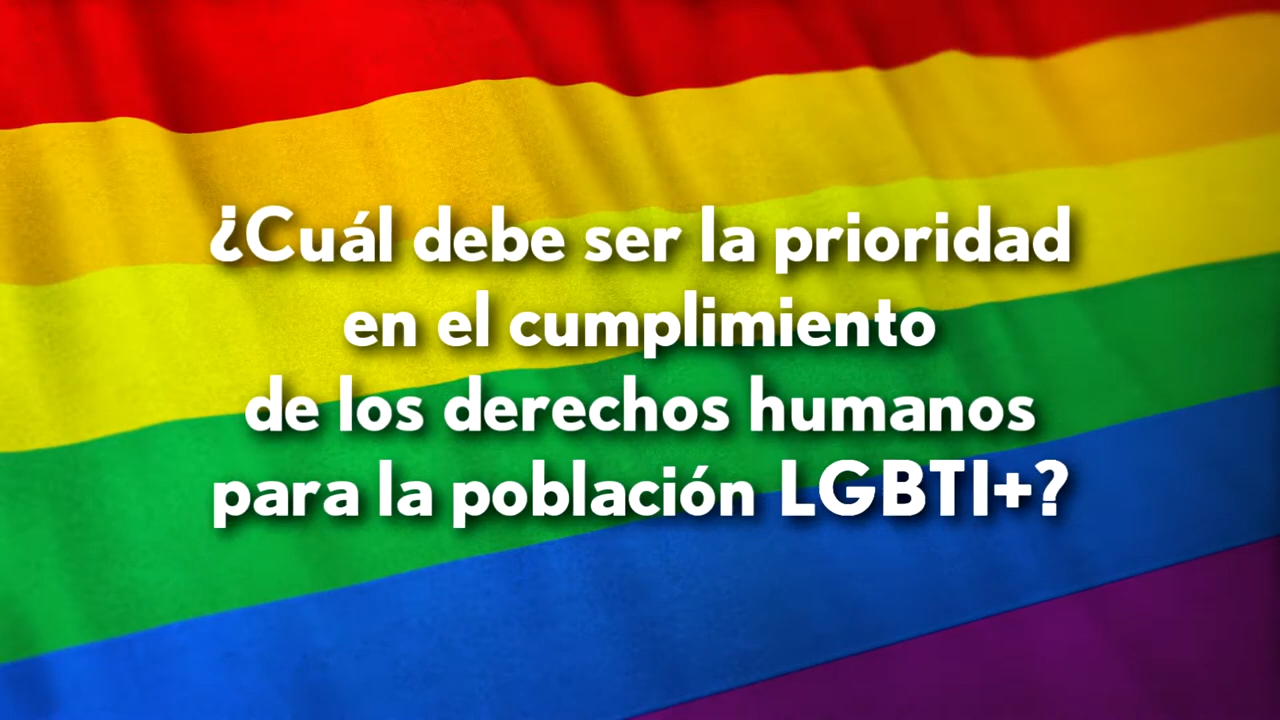 ¿Cuál debe ser la prioridad
en el cumplimiento
de los derechos humanos
para la población LGBTI+?